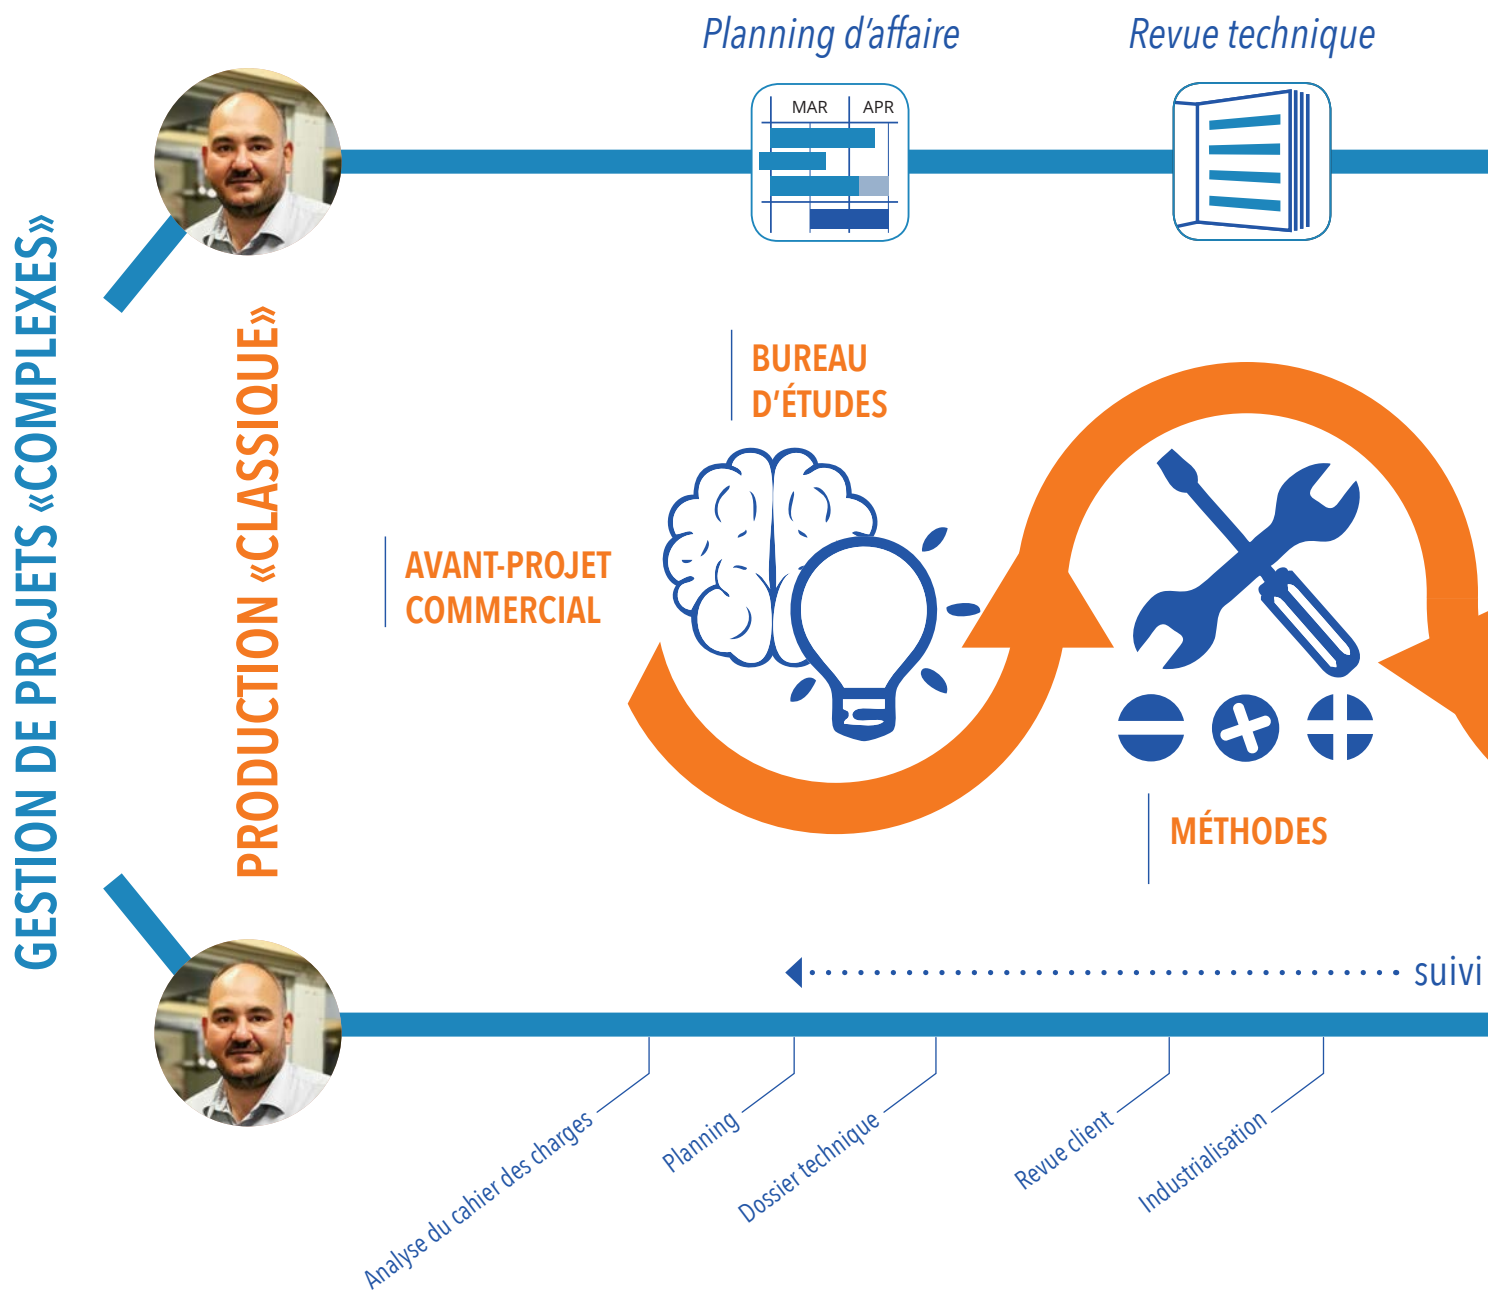 Planning d’affaire
Revue technique
MAR
APR
GESTION DE PROJETS «COMPLEXES»
PRODUCTION «CLASSIQUE»
BUREAU
D’ÉTUDES
AVANT-PROJET
COMMERCIAL
MÉTHODES
suivi
Analyse du cahier des charges
Planning
Dossier technique
Revue client
Industrialisation